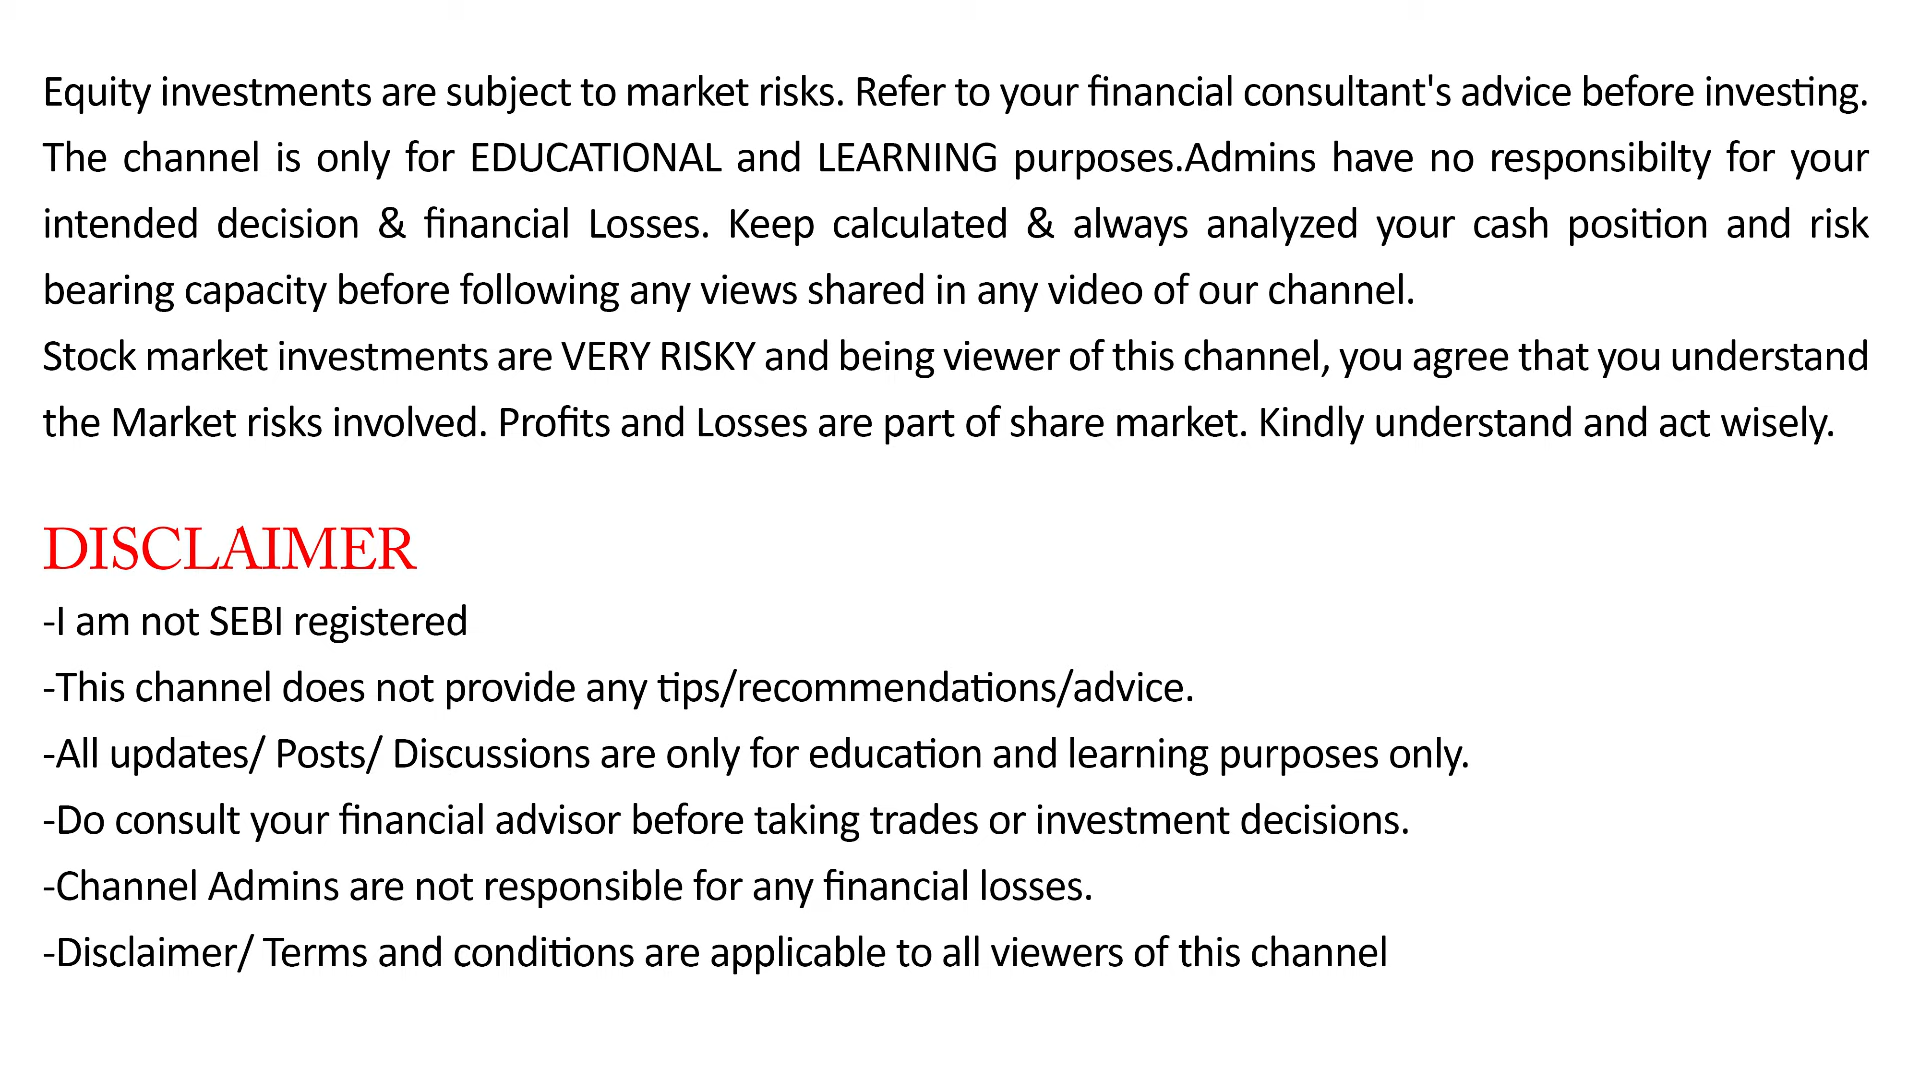 Equity investments are subject to market risks. Refer to your financial consultant's advice before investing.
The channel is only for EDUCATIONAL and LEARNING purposes.Admins have no responsibilty for your
intended decision & financial Losses. Keep calculated & always analyzed your cash position and risk
bearing capacity before following any views shared in any video of our channel.
Stock market investments are VERY RISKY and being viewer of this channel, you agree that you understand
the Market risks involved. Profits and Losses are part of share market. Kindly understand and act wisely.
DISCLAIMER
-I am not SEBI registered
-This channel does not provide any tips/recommendations/advice.
-All updates/ Posts/ Discussions are only for education and learning purposes only.
-Do consult your financial advisor before taking trades or investment decisions.
-Channel Admins are not responsible for any financial losses.
-Disclaimer/ Terms and conditions are applicable to all viewers of this channel